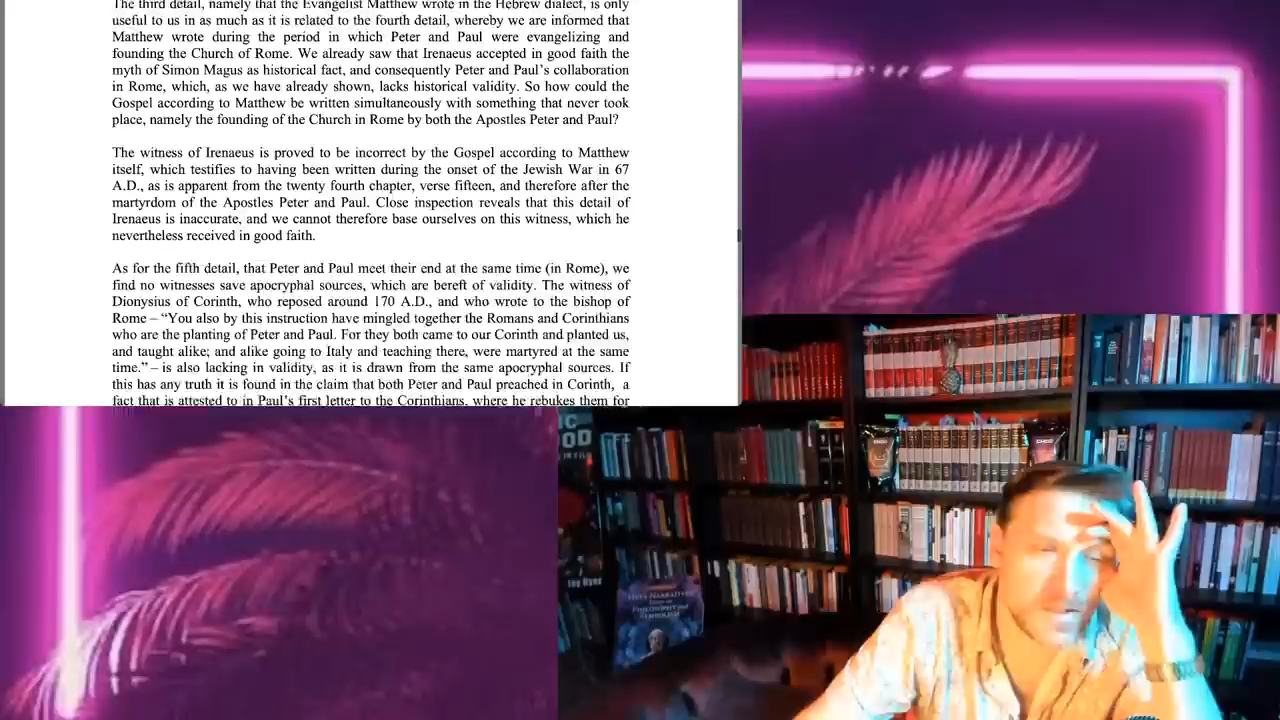 The third detail, namely that the Evangelist Matthew wrote in the Hebrew dialect, is only
useful to us in as much as it is related to the fourth detail, whereby we are informed that
Matthew wrote during the period in which Peter and Paul were evangelizing and
founding the Church of Rome. We already saw that Irenaeus accepted in good faith the
myth of Simon Magus as historical fact, and consequently Peter and Paul’s collaboration
in Rome, which, as we have already shown, lacks historical validity. So how could the
Gospel according to Matthew be written simultaneously with something that never took
place, namely the founding of the Church in Rome by both the Apostles Peter and Paul?
The witness of Irenaeus is proved to be incorrect by the Gospel according to Matthew
itself, which testifies to having been written during the onset of the Jewish War in 67
A.D., as is apparent from the twenty fourth chapter, verse fifteen, and therefore after the
martyrdom of the Apostles Peter and Paul. Close inspection reveals that this detail of
Irenaeus is inaccurate, and we cannot therefore base ourselves on this witness, which he
nevertheless received in good faith.
As for the fifth detail, that Peter and Paul meet their end at the same time (in Rome), we
find no witnesses save apocryphal sources, which are bereft of validity. The witness of
Dionysius of Corinth, who reposed around 170 A.D., and who wrote to the bishop of
Rome – “You also by this instruction have mingled together the Romans and Corinthians
who are the planting of Peter and Paul. For they both came to our Corinth and planted us,
and taught alike; and alike going to Italy and teaching there, were martyred at the same
time.” – is also lacking in validity, as it is drawn from the same apocryphal sources. If
this has any truth it is found in the claim that both Peter and Paul preached in Corinth, a
fact that is attested to in Paul’s first letter to the Corinthians, where he rebukes them for